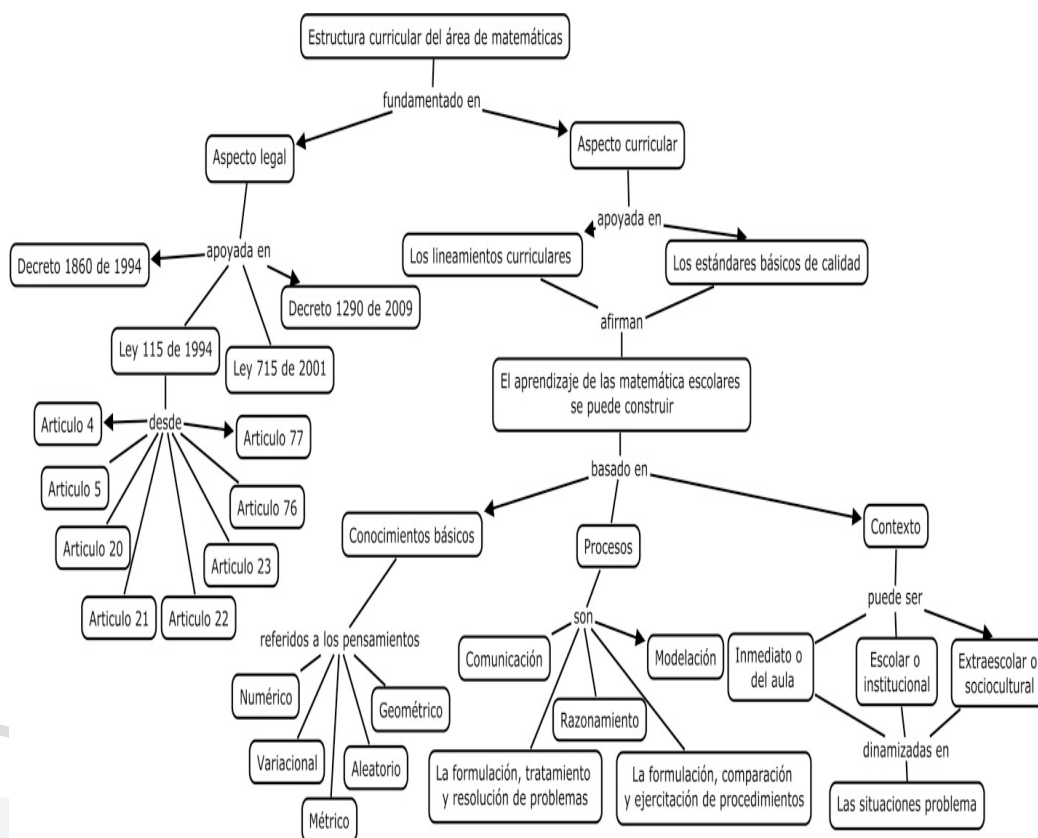 Estructura curricular del área de matemáticas
fundamentado en
Aspecto legal
Aspecto curricular
apoyada en
Decreto 1860 de 1994
Decreto 1290 de 2009
Ley 115 de 1994
Ley 715 de 2001
desde
Articulo 4
Articulo 77
Articulo 5
Articulo 76
Articulo 20
Articulo 23
Articulo 21
Articulo 22
apoyada en
Los lineamientos curriculares
Los estándares básicos de calidad
afirman
El aprendizaje de las matemática escolares
se puede construir
basado en
Conocimientos básicos
Procesos
Contexto
referidos a los pensamientos
Numérico
Geométrico
Variacional
Aleatorio
Métrico
son
Comunicación
Modelación
Razonamiento
La formulación, tratamiento
y resolución de problemas
La formulación, comparación
y ejercitación de procedimientos
puede ser
Inmediato o
del aula
Escolar o
institucional
Extraescolar o
sociocultural
dinamizadas en
Las situaciones problema